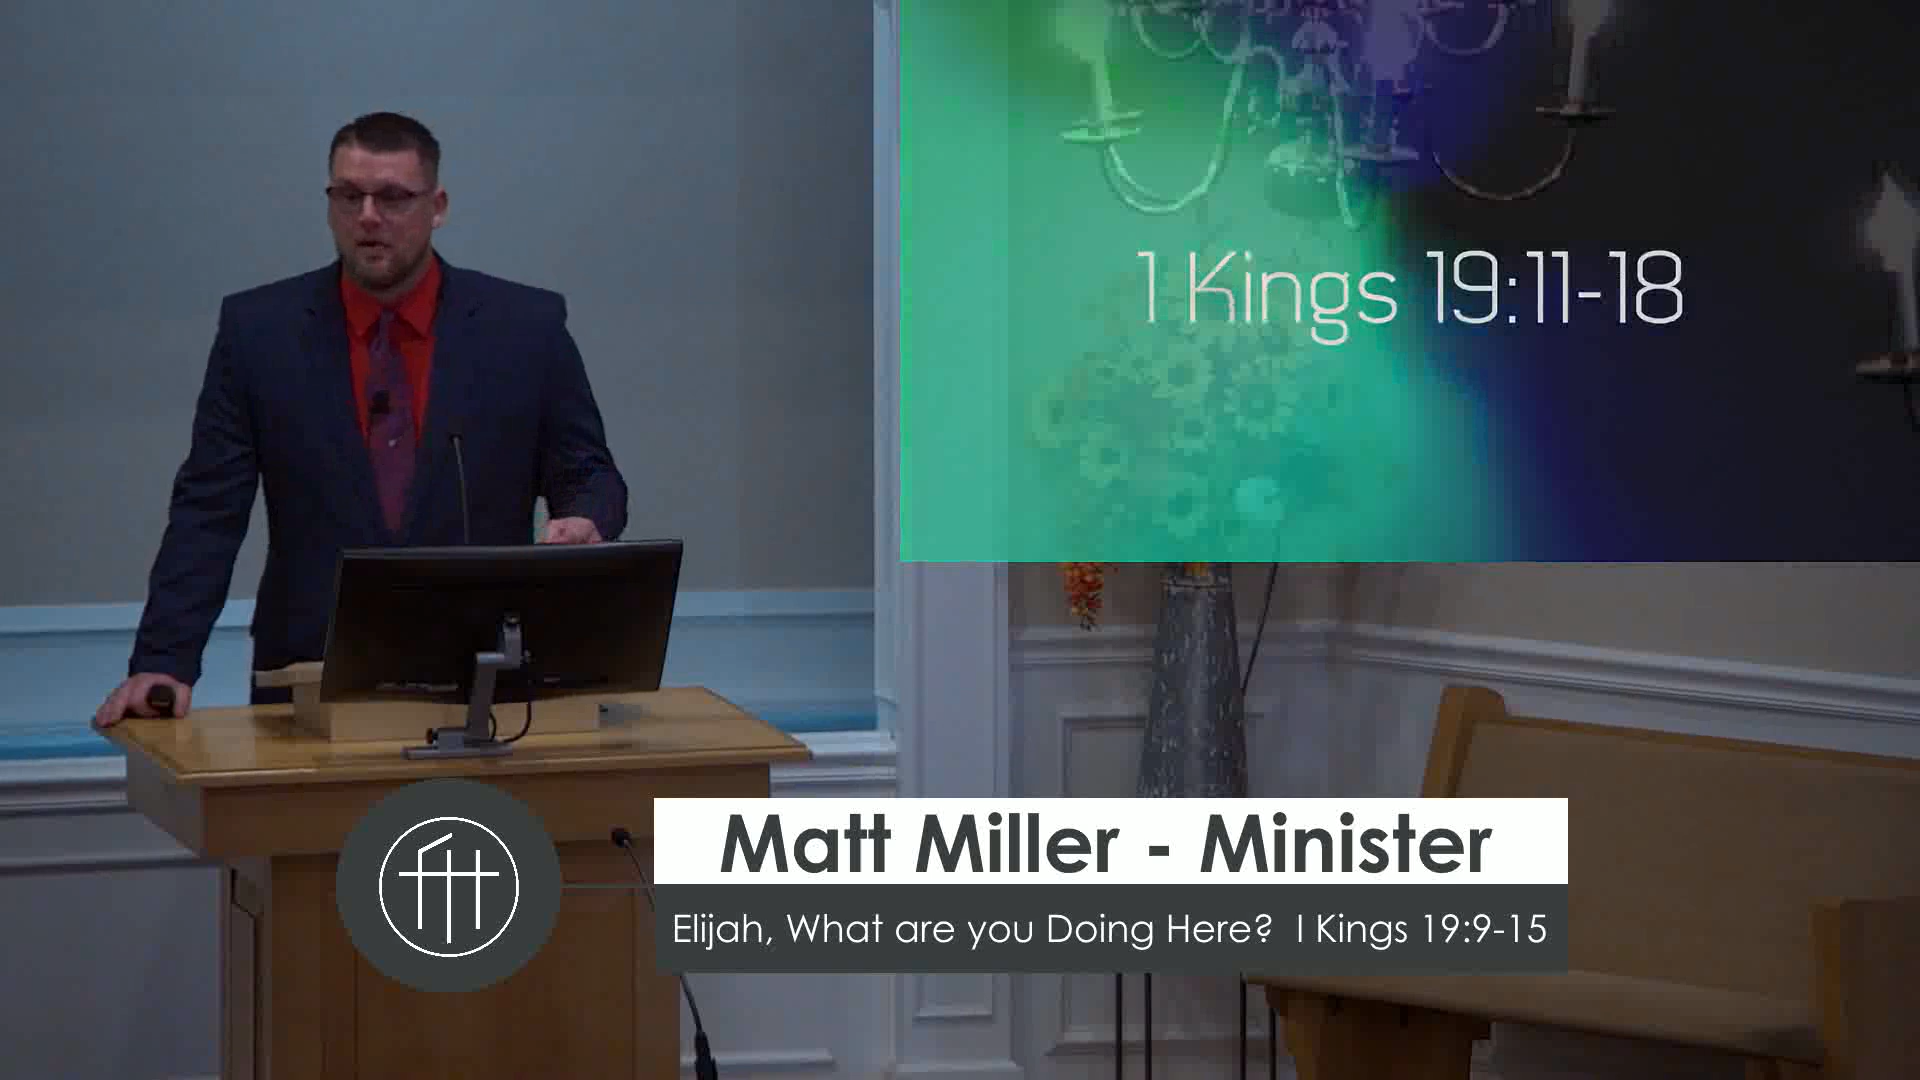 1 Kings 19:11-18
Matt Miller - Minister
Elijah, What are you Doing Here?  I Kings 19:9-15